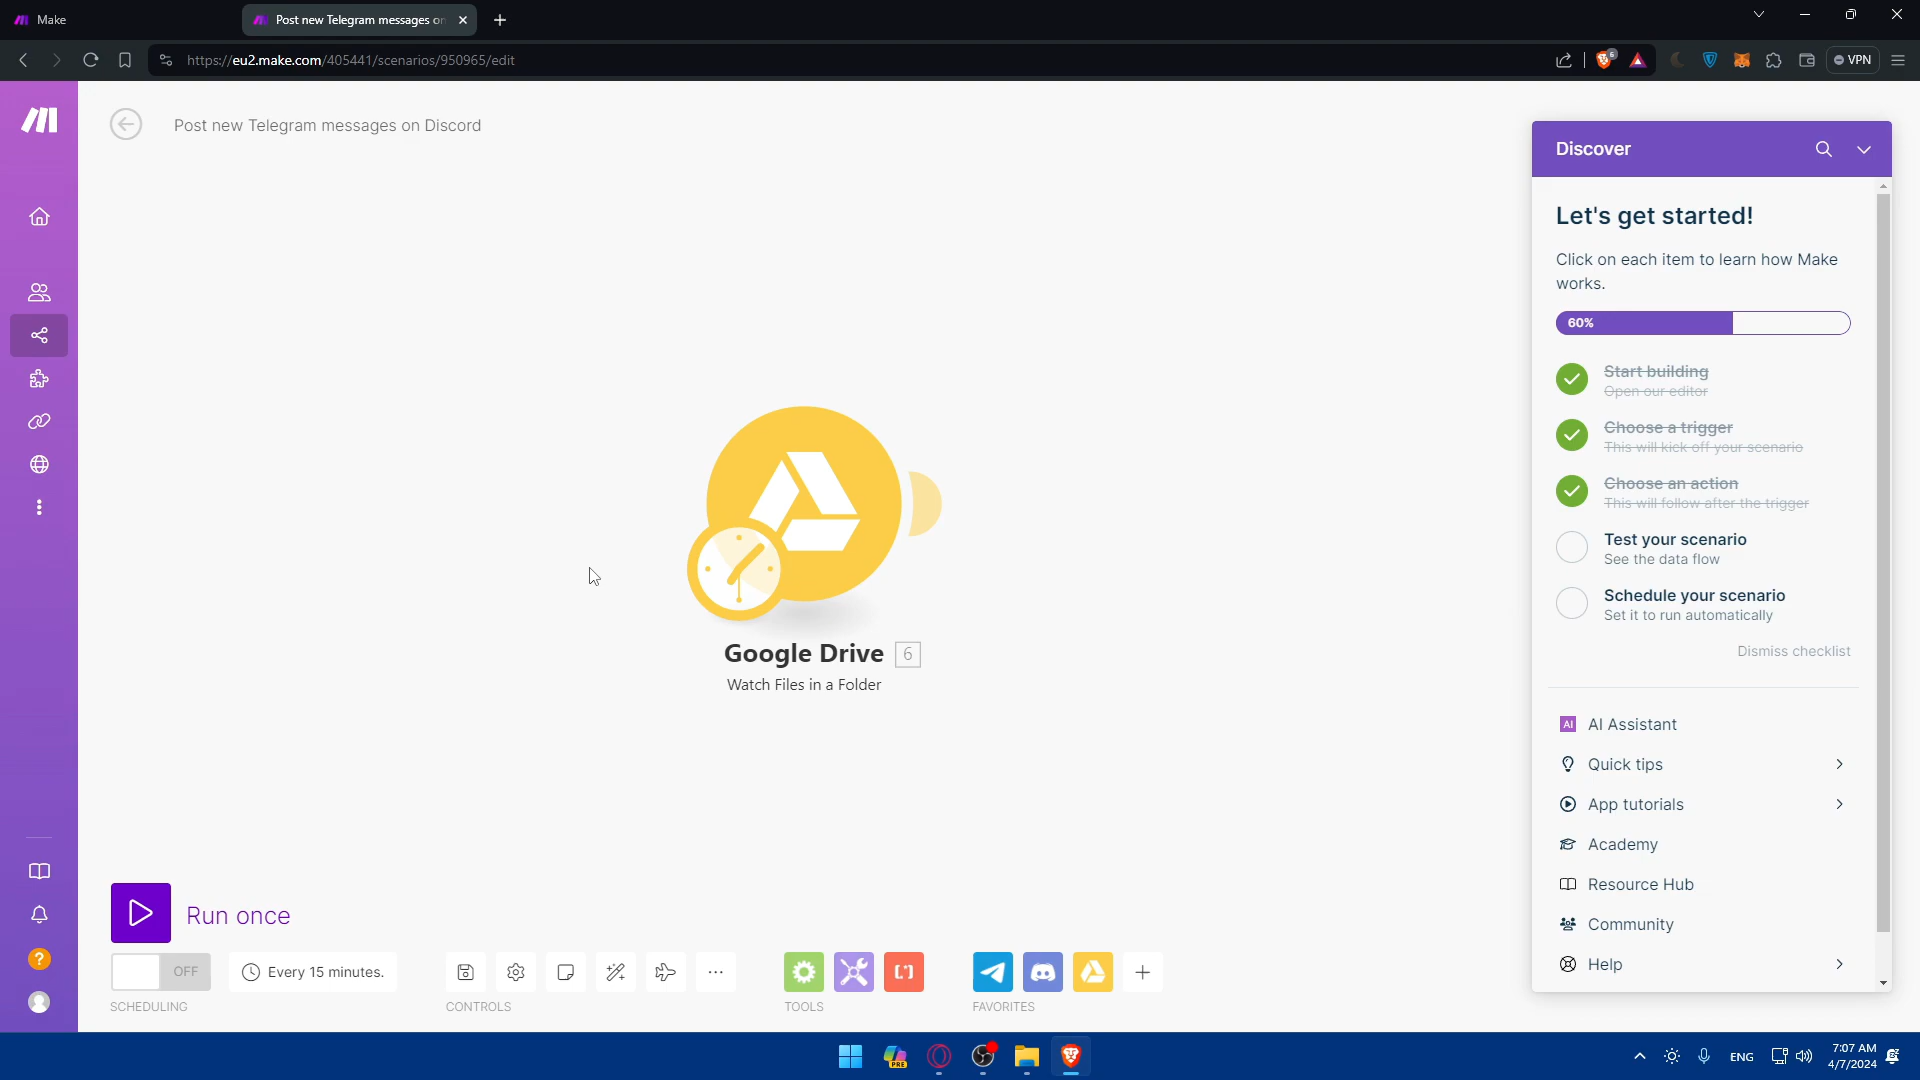 Make
Post new Telegram messages on
https://eu2.make.com/405441/scenarios/950965/edit
6
VPN
Post new Telegram messages on Discord
Discover
Let's get started!
Click on each item to learn how Make
works.
60%
Start building
Open our editor
Choose a trigger
This will kick off your scenario
Choose an action
This will follow after the trigger
Test your scenario
See the data flow
Schedule your scenario
Set it to run automatically
Dismiss checklist
AI AI Assistant
Quick tips
App tutorials
Academy
Resource Hub
Community
Help
Google Drive 6
Watch Files in a Folder
Run once
OFF
Every 15 minutes.
SCHEDULING
CONTROLS
TOOLS
FAVORITES
?
PRE
ENG
7:07 AM
4/7/2024